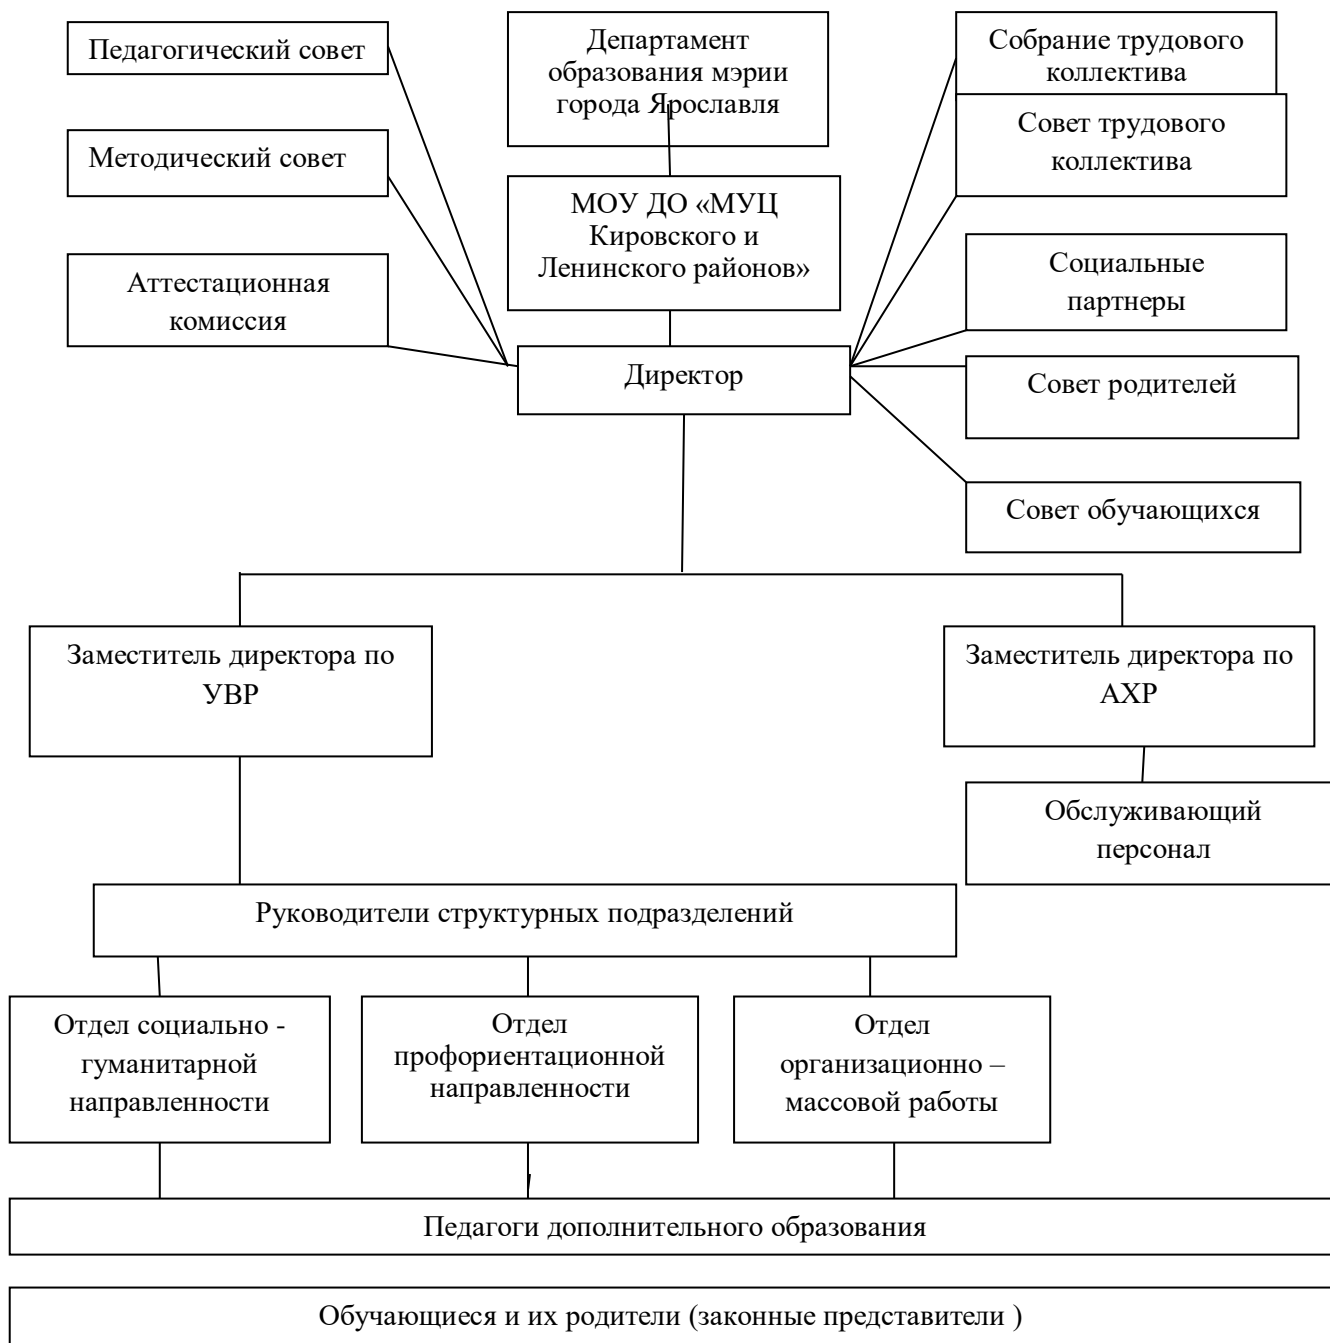 Педагогический совет
Департамент
образования мэрии
города Ярославля
Собрание трудового
коллектива
Совет трудового
коллектива
Методический совет
МОУ ДО «МУЦ
Кировского и
Ленинского районов»
Аттестационная
комиссия
Социальные
партнеры
Директор
Совет родителей
Совет обучающихся
Заместитель директора по
УВР
Заместитель директора по
АХР
Обслуживающий
персонал
Руководители структурных подразделений
Отдел социально -
гуманитарной
направленности
Отдел
профориентационной
направленности
Отдел
организационно –
массовой работы
Педагоги дополнительного образования
Обучающиеся и их родители (законные представители )